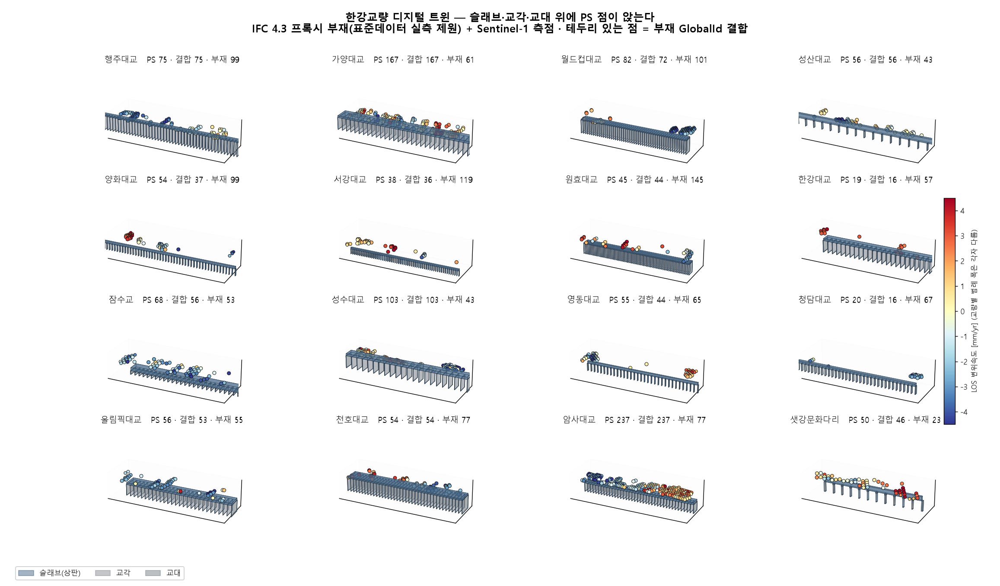 한강교량 디지털 트윈 — 슬래브·교각·교대 위에 PS 점이 앉는다
IFC 4.3 프록시 부재(표준데이터 실측 제원) + Sentinel-1 측점 · 테두리 있는 점 = 부재 GlobalId 결합
행주대교 PS 75 · 결합 75 · 부재 99
가양대교 PS 167 · 결합 167 · 부재 61
월드컵대교 PS 82 · 결합 72 · 부재 101
성산대교 PS 56 · 결합 56 · 부재 43
양화대교 PS 54 · 결합 37 · 부재 99
서강대교 PS 38 · 결합 36 · 부재 119
원효대교 PS 45 · 결합 44 · 부재 145
한강대교 PS 19 · 결합 16 · 부재 57
잠수교 PS 68 · 결합 56 · 부재 53
성수대교 PS 103 · 결합 103 · 부재 43
영동대교 PS 55 · 결합 44 · 부재 65
청담대교 PS 20 · 결합 16 · 부재 67
올림픽대교 PS 56 · 결합 53 · 부재 55
천호대교 PS 54 · 결합 54 · 부재 77
암사대교 PS 237 · 결합 237 · 부재 77
샛강문화다리 PS 50 · 결합 46 · 부재 23
4
3
2
1
0
-1
-2
-3
-4
LOS 변위속도 [mm/yr] (교량별 범례 폭은 각자 다름)
슬래브(상판)
교각
교대